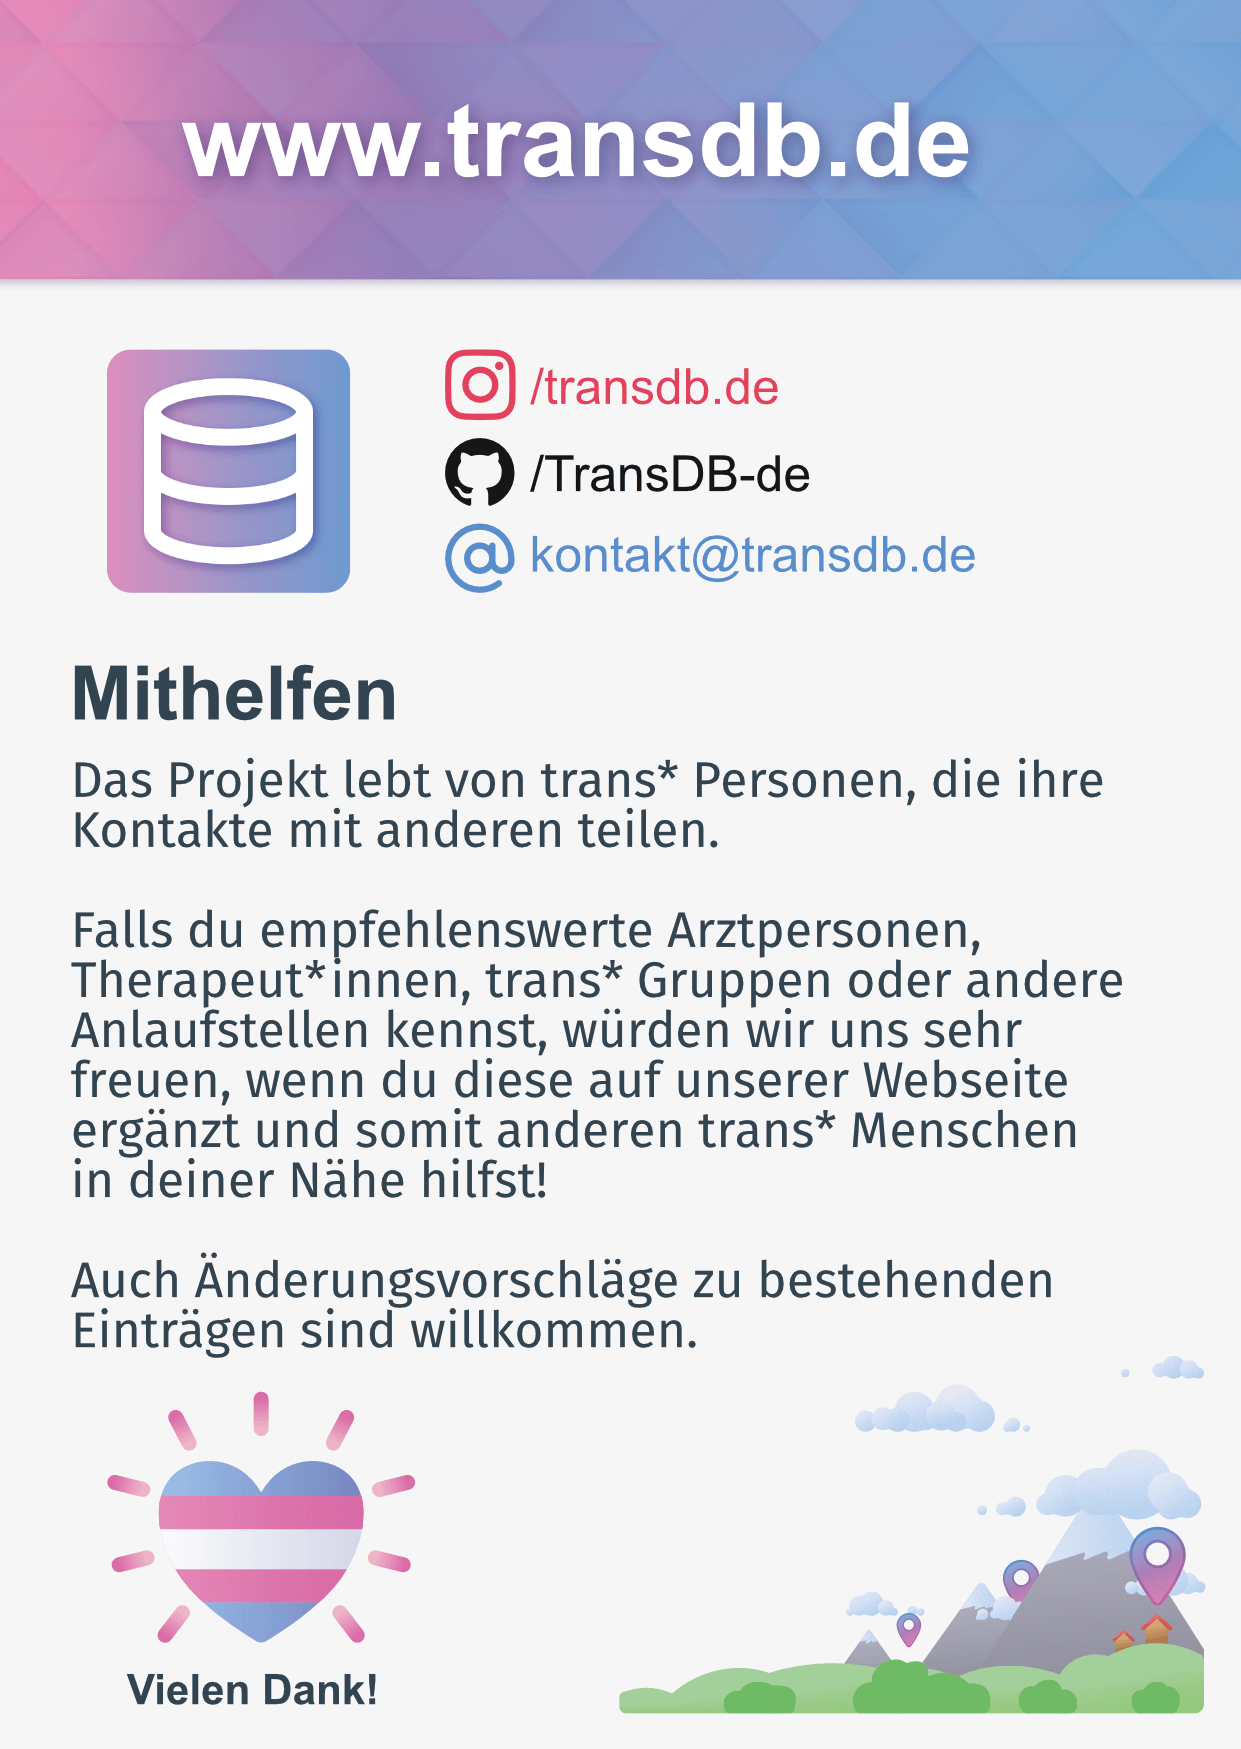 www.transdb.de
/transdb.de
/TransDB-de
kontakt@transdb.de
Mithelfen
Das Projekt lebt von trans* Personen, die ihre
Kontakte mit anderen teilen.
Falls du empfehlenswerte Arztpersonen,
Therapeut*innen, trans* Gruppen oder andere
Anlaufstellen kennst, würden wir uns sehr
freuen, wenn du diese auf unserer Webseite
ergänzt und somit anderen trans* Menschen
in deiner Nähe hilfst!
Auch Änderungsvorschläge zu bestehenden
Einträgen sind willkommen.
Vielen Dank!